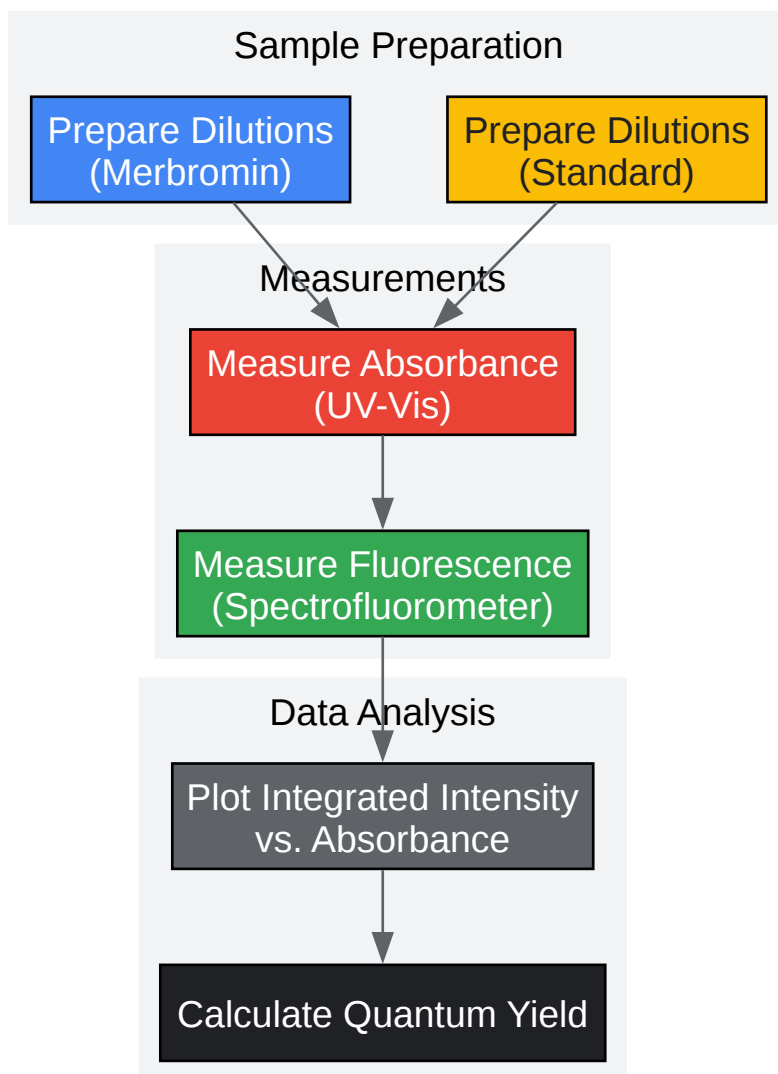 Sample Preparation
Prepare Dilutions
(Merbromin)
Prepare Dilutions
(Standard)
Measurements
Measure Absorbance
(UV-Vis)
Measure Fluorescence
(Spectrofluorometer)
Data Analysis
Plot Integrated Intensity
vs. Absorbance
Calculate Quantum Yield